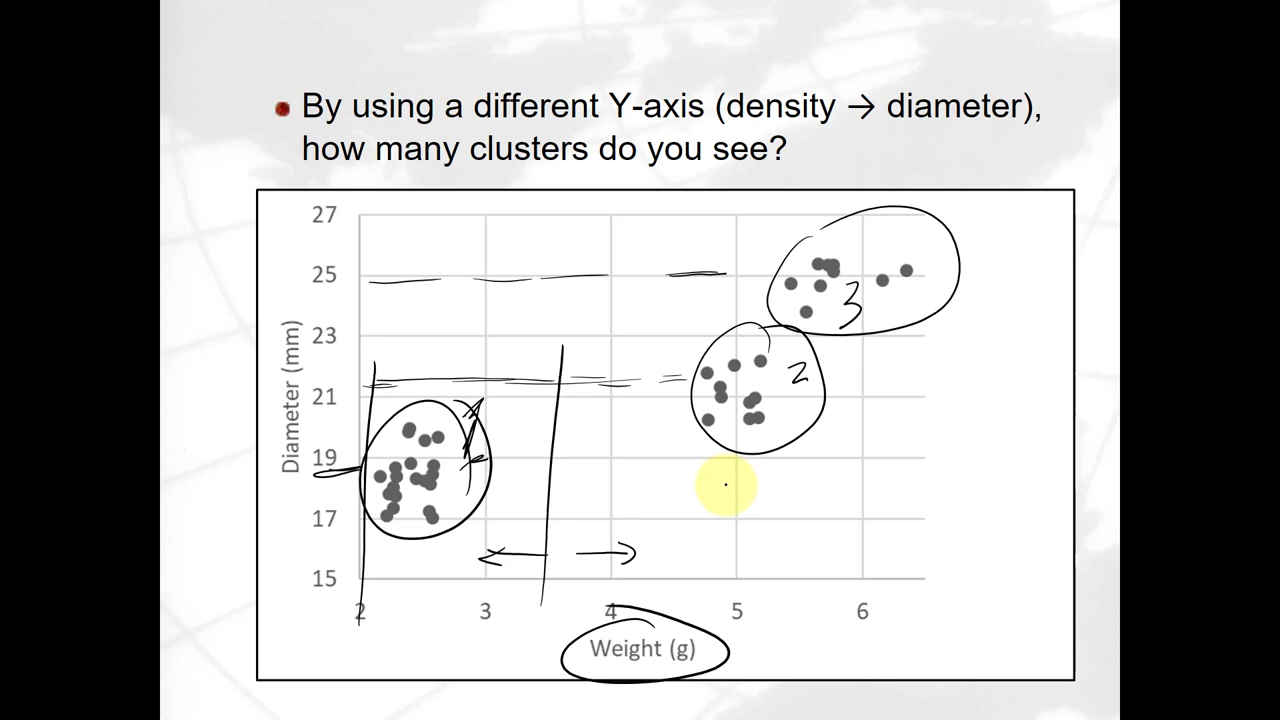 By using a different Y-axis (density → diameter),
how many clusters do you see?
27
25
23
21
19
17
15
Diameter (mm)
3
2
2 3 4 5 6
Weight (g)